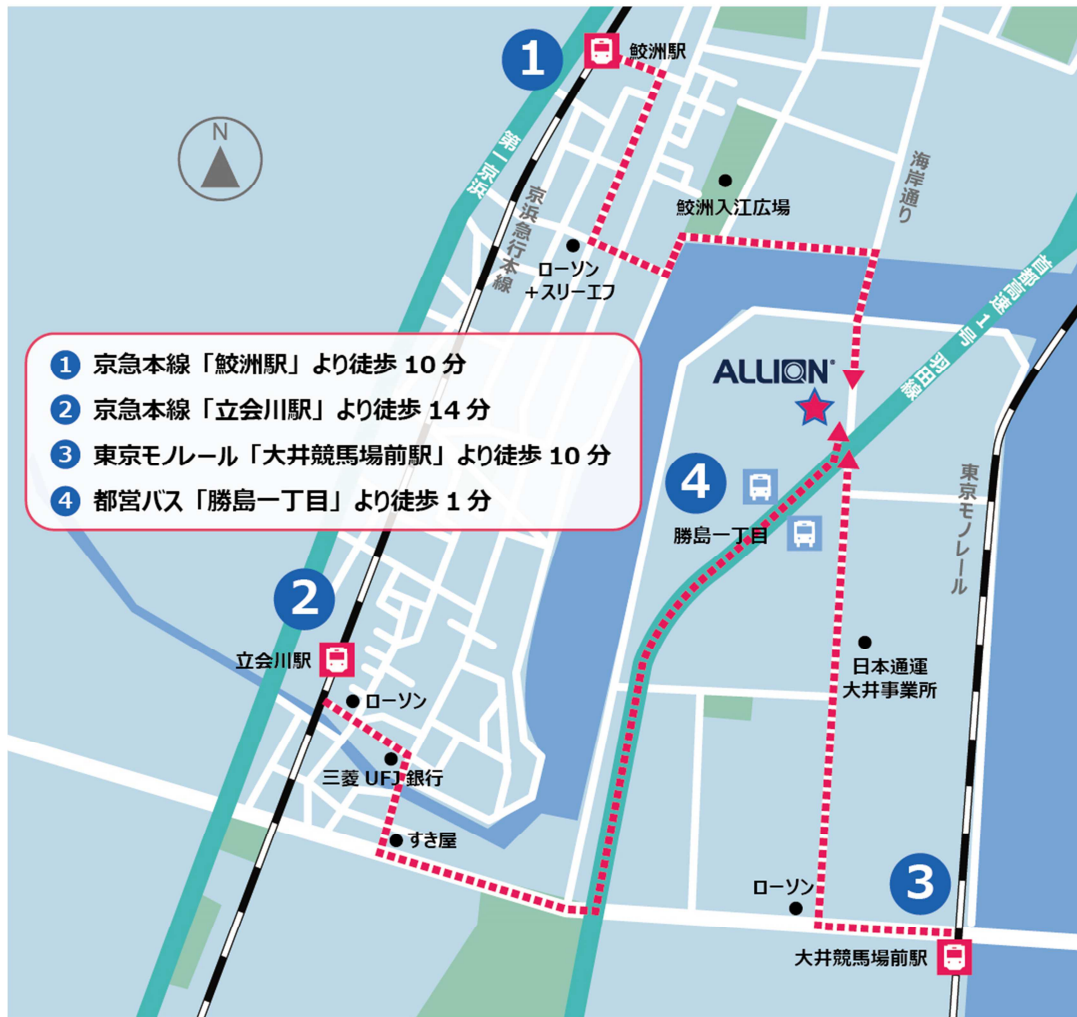 1
鮫洲駅
N
第一京浜
京浜急行本線
鮫洲入江広場
海岸通り
ローソン
+スリーエフ
首都高速1号 羽田線
1 京急本線「鮫洲駅」より徒歩 10 分
2 京急本線「立会川駅」より徒歩 14 分
3 東京モノレール「大井競馬場前駅」より徒歩 10 分
4 都営バス「勝島一丁目」より徒歩 1 分
ALLION®
4
勝島一丁目
東京モノレール
2
立会川駅
ローソン
日本通運
大井事業所
三菱 UFJ 銀行
すき屋
ローソン
3
大井競馬場前駅